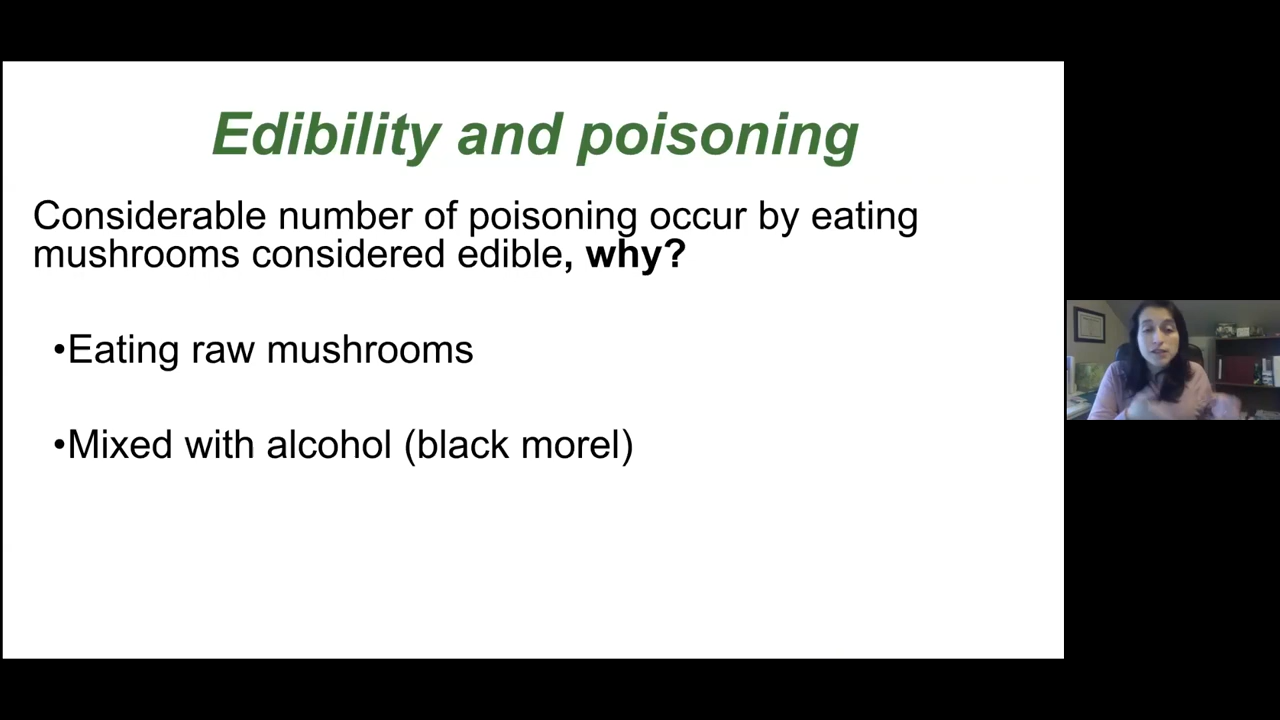 Edibility and poisoning
Considerable number of poisoning occur by eating
mushrooms considered edible, why?
•Eating raw mushrooms
•Mixed with alcohol (black morel)